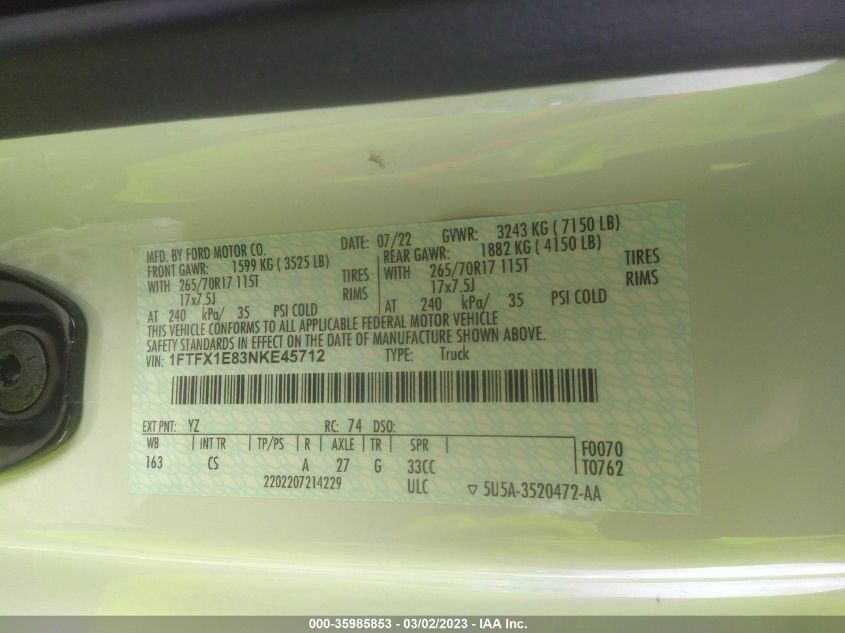 MFD. BY FORD MOTOR CO. DATE: 07/22 GVWR: 3243 KG ( 7150 LB)
FRONT GAWR: 1599 KG ( 3525 LB) REAR GAWR: 1882 KG ( 4150 LB)
WITH 265/70R17 115T TIRES WITH 265/70R17 115T TIRES
17x7.5J RIMS 17x7.5J RIMS
AT 240 kPa/ 35 PSI COLD AT 240 kPa/ 35 PSI COLD
THIS VEHICLE CONFORMS TO ALL APPLICABLE FEDERAL MOTOR VEHICLE
SAFETY STANDARDS IN EFFECT ON THE DATE OF MANUFACTURE SHOWN ABOVE.
VIN: 1FTFX1E83NKE45712 TYPE: Truck
EXT PNT: YZ RC: 74 DSO:
WB INT TR TP/PS R AXLE TR SPR F0070
163 CS A 27 G 33CC T0762
2202207214229 ULC ▽ 5U5A-3520472-AA
000-35985853 / 03/02/2023 - IAA Inc.